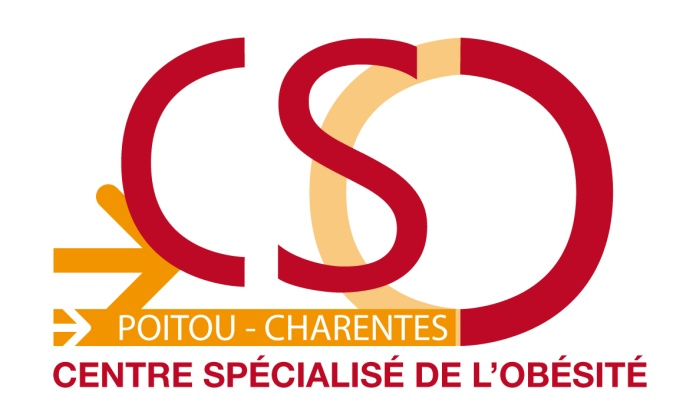 CSO
POITOU - CHARENTES
CENTRE SPÉCIALISÉ DE L'OBÉSITÉ